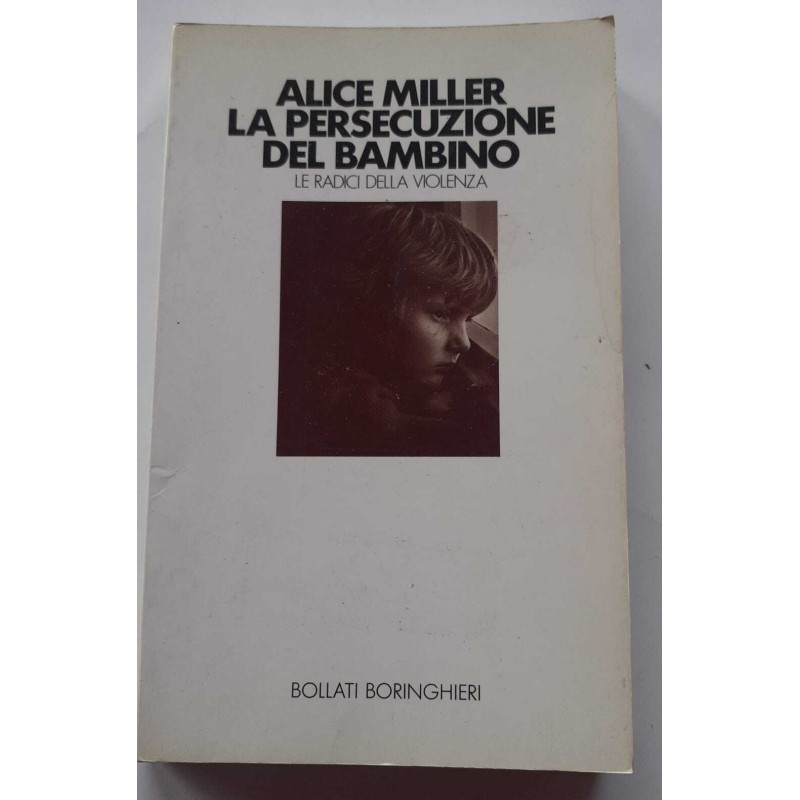 ALICE MILLER
LA PERSECUZIONE
DEL BAMBINO
LE RADICI DELLA VIOLENZA
BOLLATI BORINGHIERI